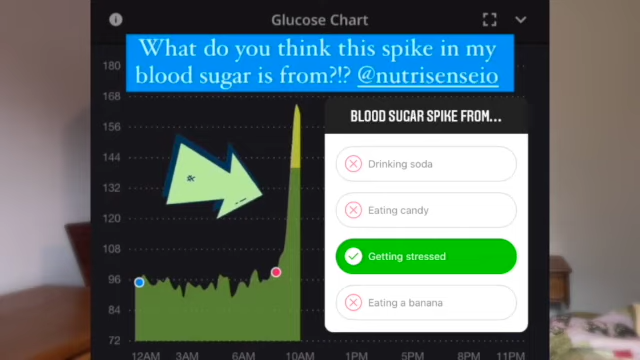 Glucose Chart
What do you think this spike in my
blood sugar is from?!? @nutrisenseio
180
168
156
144
132
120
108
96
84
72
12AM 3AM 6AM 10AM 1PM 5PM 8PM 11PM
BLOOD SUGAR SPIKE FROM...
Drinking soda
Eating candy
Getting stressed
Eating a banana